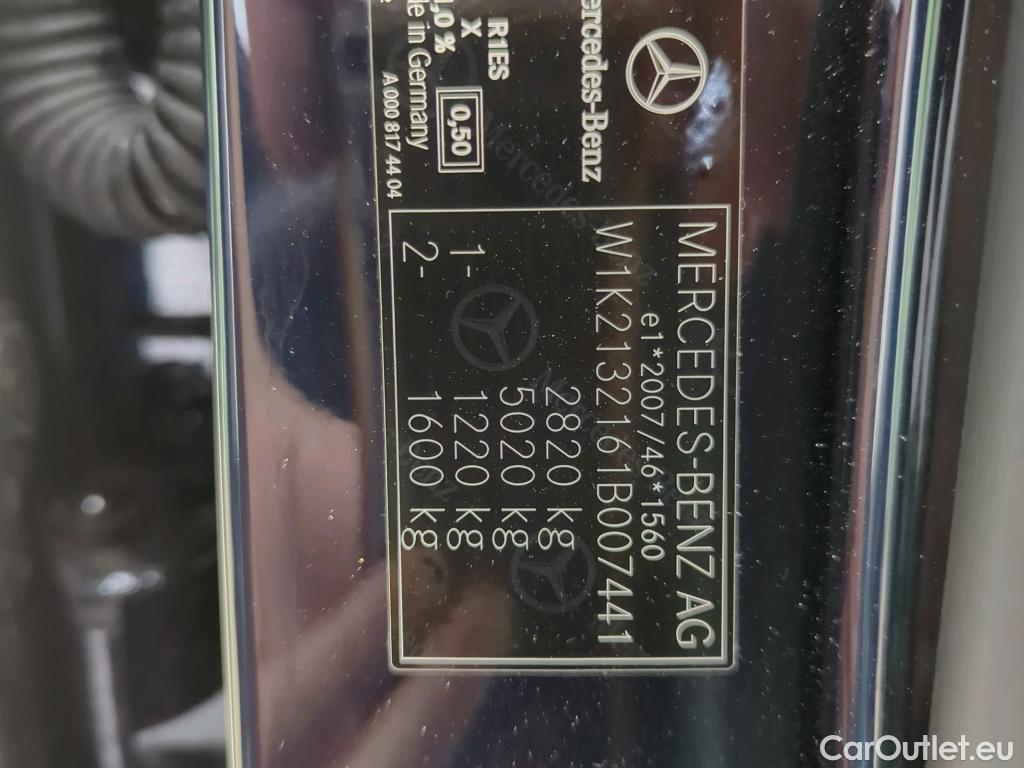 Mercedes-Benz
R1ES
X
0,50
,0 %
in Germany
A 000 817 44 04
MERCEDES-BENZ AG
e1*2007/46*1560
W1K2132161B007441
2820 kg
5020 kg
1- 1220 kg
2- 1600 kg
CarOutlet.eu